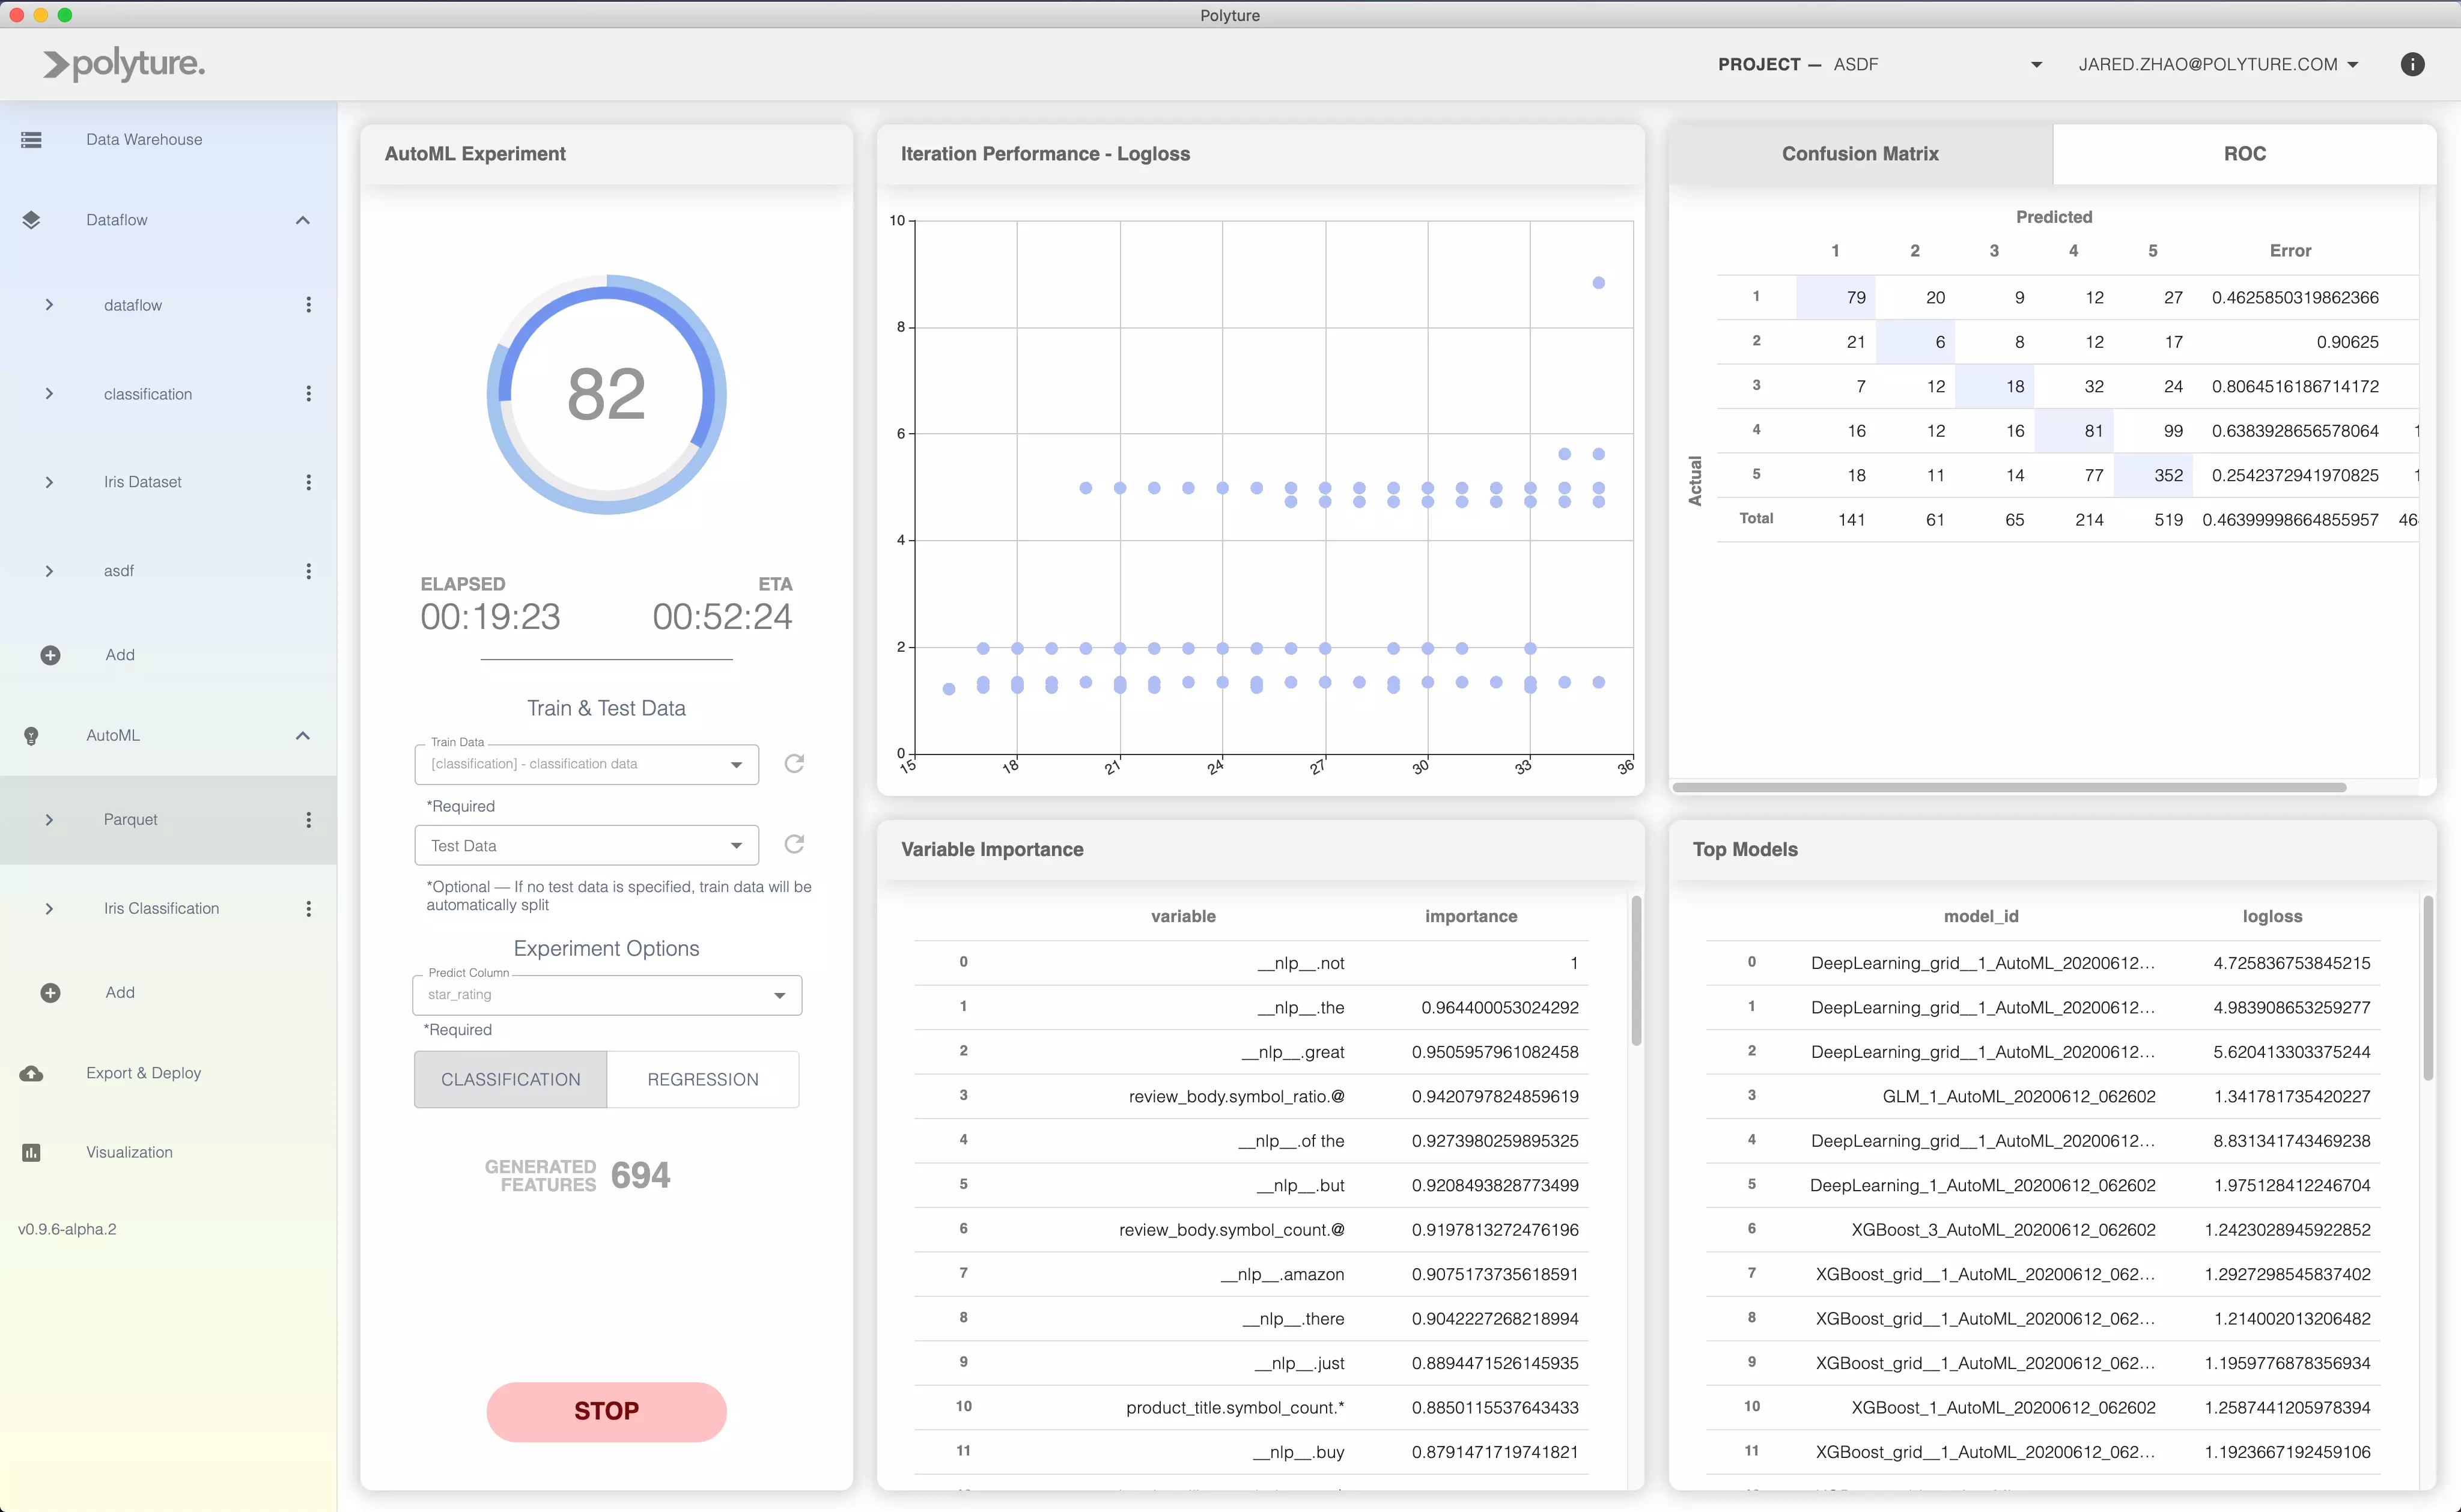 Polyture
polyture.
PROJECT — ASDF
JARED.ZHAO@POLYTURE.COM
Data Warehouse
Dataflow
dataflow
classification
Iris Dataset
asdf
Add
AutoML
Parquet
Iris Classification
Add
Export & Deploy
Visualization
v0.9.6-alpha.2
AutoML Experiment
82
ELAPSED ETA
00:19:23 00:52:24
Train & Test Data
Train Data
[classification] - classification data
*Required
Test Data
*Optional — If no test data is specified, train data will be
automatically split
Experiment Options
Predict Column
star_rating
*Required
CLASSIFICATION REGRESSION
GENERATED
FEATURES 694
STOP
Iteration Performance - Logloss
10
8
6
4
2
0
15 18 21 24 27 30 33 36
Confusion Matrix ROC
Predicted
1 2 3 4 5 Error
Actual
1 79 20 9 12 27 0.4625850319862366
2 21 6 8 12 17 0.90625
3 7 12 18 32 24 0.8064516186714172
4 16 12 16 81 99 0.6383928656578064 1
5 18 11 14 77 352 0.2542372941970825 1
Total 141 61 65 214 519 0.46399998664855957 46
Variable Importance
variable importance
0 __nlp__.not 1
1 __nlp__.the 0.964400053024292
2 __nlp__.great 0.9505957961082458
3 review_body.symbol_ratio.@ 0.9420797824859619
4 __nlp__.of the 0.9273980259895325
5 __nlp__.but 0.9208493828773499
6 review_body.symbol_count.@ 0.9197813272476196
7 __nlp__.amazon 0.9075173735618591
8 __nlp__.there 0.9042227268218994
9 __nlp__.just 0.8894471526145935
10 product_title.symbol_count.* 0.8850115537643433
11 __nlp__.buy 0.8791471719741821
Top Models
model_id logloss
0 DeepLearning_grid__1_AutoML_20200612... 4.725836753845215
1 DeepLearning_grid__1_AutoML_20200612... 4.983908653259277
2 DeepLearning_grid__1_AutoML_20200612... 5.620413303375244
3 GLM_1_AutoML_20200612_062602 1.341781735420227
4 DeepLearning_grid__1_AutoML_20200612... 8.831341743469238
5 DeepLearning_1_AutoML_20200612_062602 1.975128412246704
6 XGBoost_3_AutoML_20200612_062602 1.2423028945922852
7 XGBoost_grid__1_AutoML_20200612_062... 1.2927298545837402
8 XGBoost_grid__1_AutoML_20200612_062... 1.214002013206482
9 XGBoost_grid__1_AutoML_20200612_062... 1.1959776878356934
10 XGBoost_1_AutoML_20200612_062602 1.2587441205978394
11 XGBoost_grid__1_AutoML_20200612_062... 1.1923667192459106